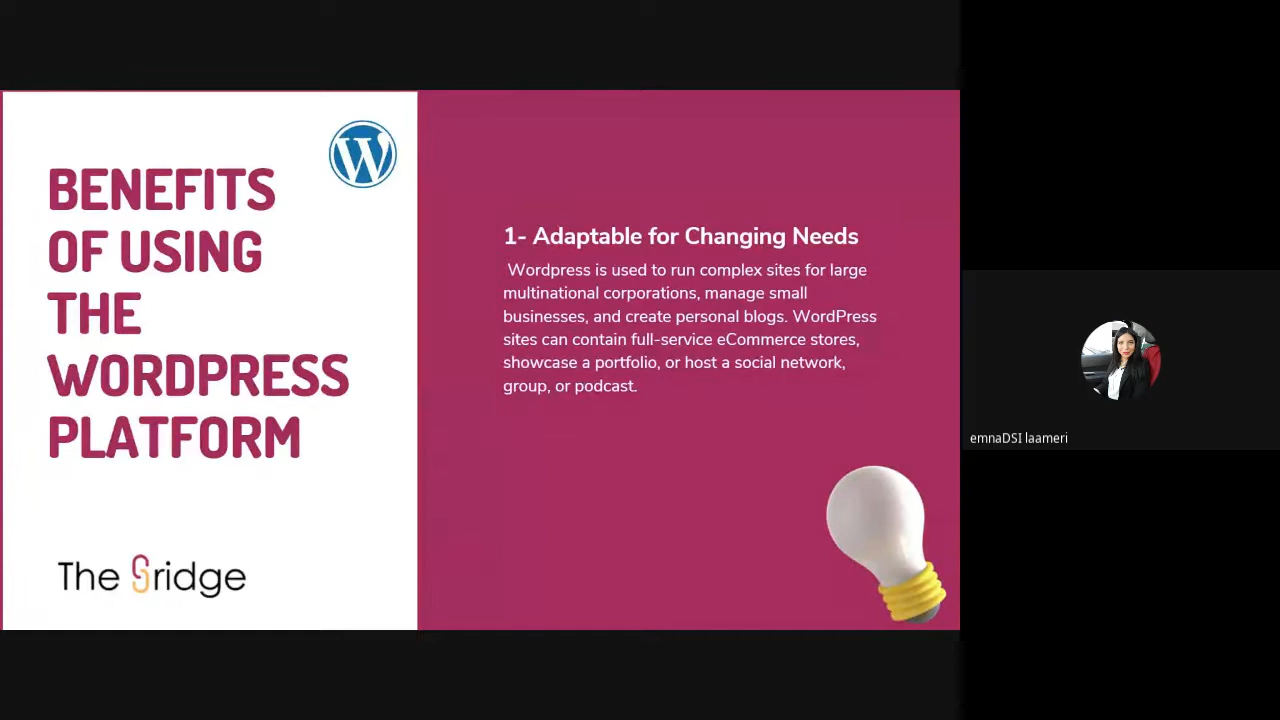 BENEFITS
OF USING
THE
WORDPRESS
PLATFORM
The Bridge
1- Adaptable for Changing Needs
Wordpress is used to run complex sites for large
multinational corporations, manage small
businesses, and create personal blogs. WordPress
sites can contain full-service eCommerce stores,
showcase a portfolio, or host a social network,
group, or podcast.
emnaDSI laameri